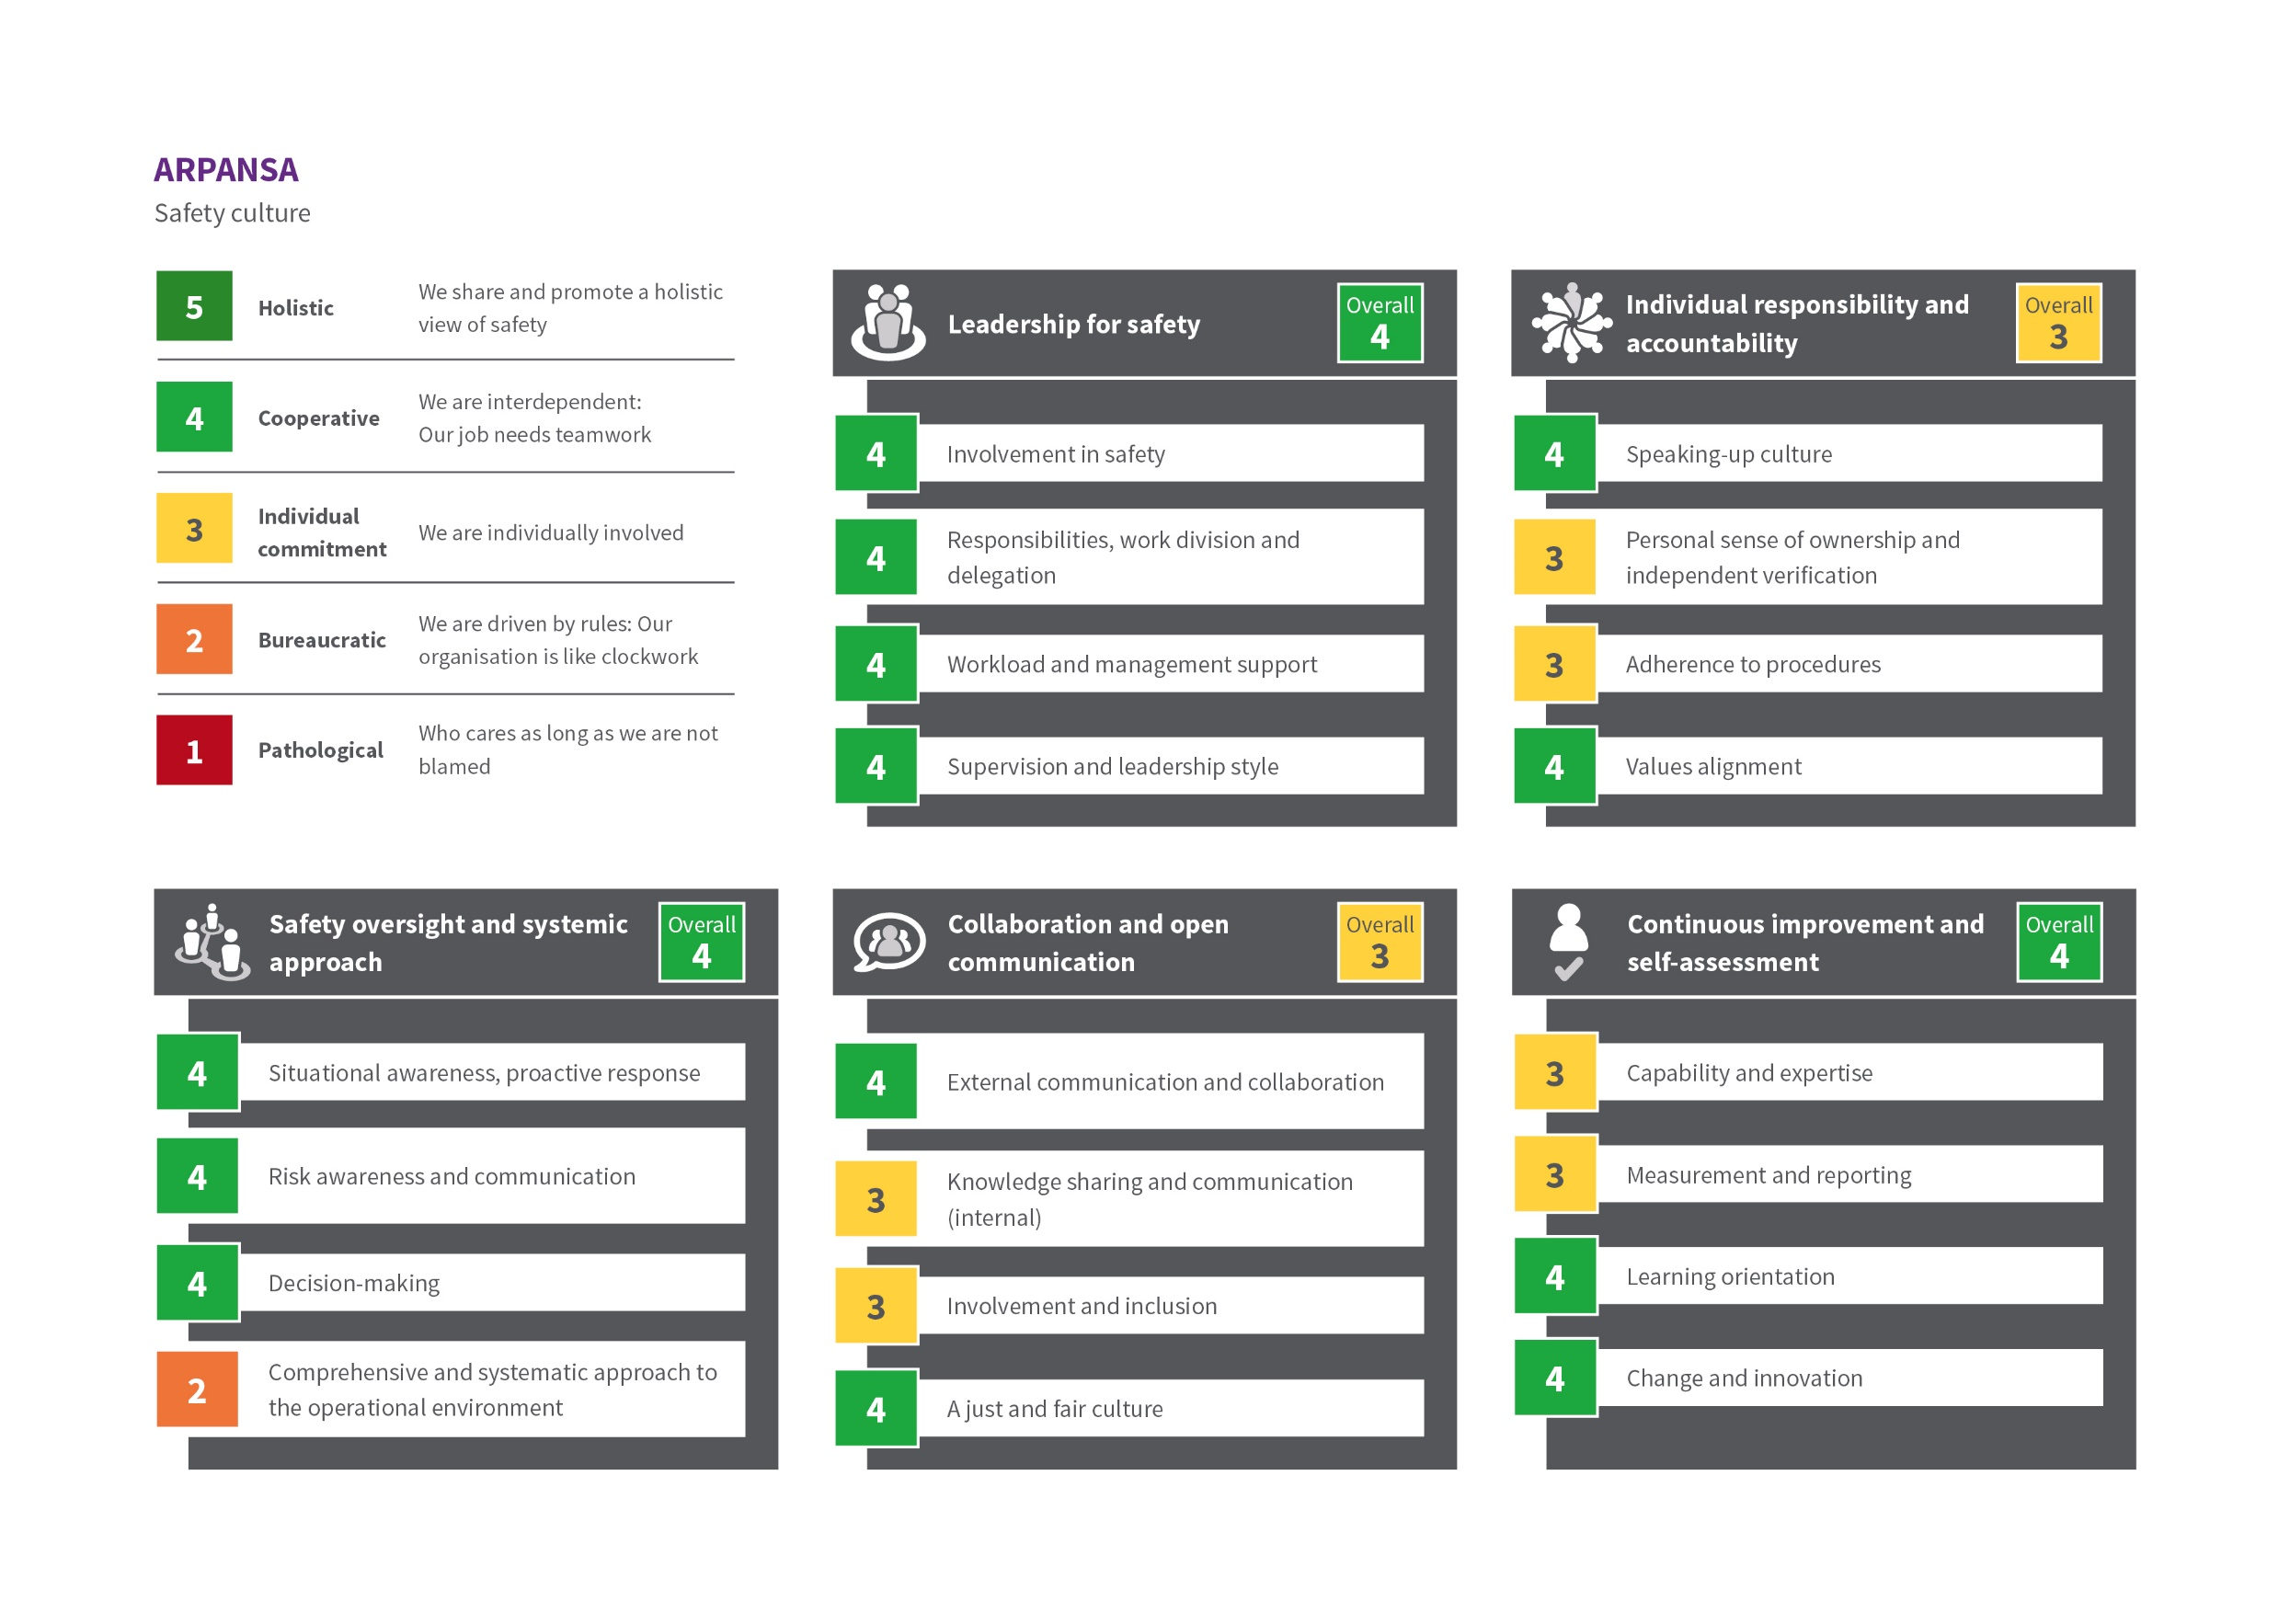 ARPANSA
Safety culture
5
Holistic
We share and promote a holistic
view of safety
4
Cooperative
We are interdependent:
Our job needs teamwork
3
Individual
commitment
We are individually involved
2
Bureaucratic
We are driven by rules: Our
organisation is like clockwork
1
Pathological
Who cares as long as we are not
blamed
Leadership for safety
Overall
4
4
Involvement in safety
4
Responsibilities, work division and
delegation
4
Workload and management support
4
Supervision and leadership style
Individual responsibility and
accountability
Overall
3
4
Speaking-up culture
3
Personal sense of ownership and
independent verification
3
Adherence to procedures
4
Values alignment
Safety oversight and systemic
approach
Overall
4
4
Situational awareness, proactive response
4
Risk awareness and communication
4
Decision-making
2
Comprehensive and systematic approach to
the operational environment
Collaboration and open
communication
Overall
3
4
External communication and collaboration
3
Knowledge sharing and communication
(internal)
3
Involvement and inclusion
4
A just and fair culture
Continuous improvement and
self-assessment
Overall
4
3
Capability and expertise
3
Measurement and reporting
4
Learning orientation
4
Change and innovation